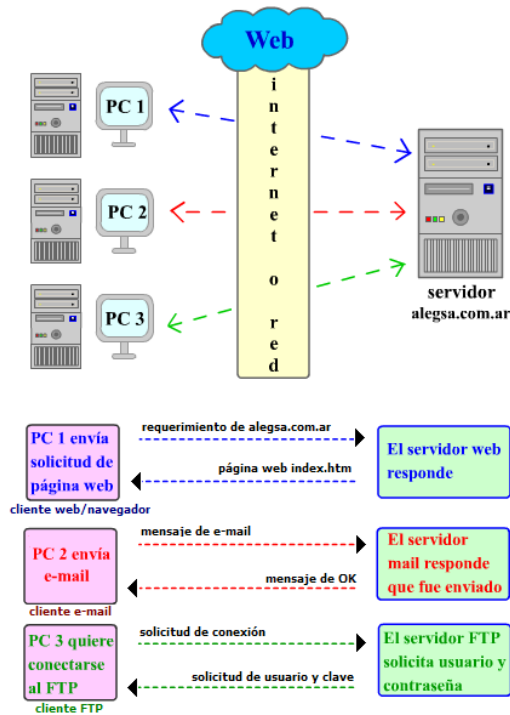 Web
PC 1
PC 2
PC 3
internet o red
servidor
alegsa.com.ar
PC 1 envía
solicitud de
página web
cliente web/navegador
requerimiento de alegsa.com.ar
página web index.htm
El servidor web
responde
PC 2 envía
e-mail
cliente e-mail
mensaje de e-mail
mensaje de OK
El servidor
mail responde
que fue enviado
PC 3 quiere
conectarse
al FTP
cliente FTP
solicitud de conexión
solicitud de usuario y clave
El servidor FTP
solicita usuario y
contraseña